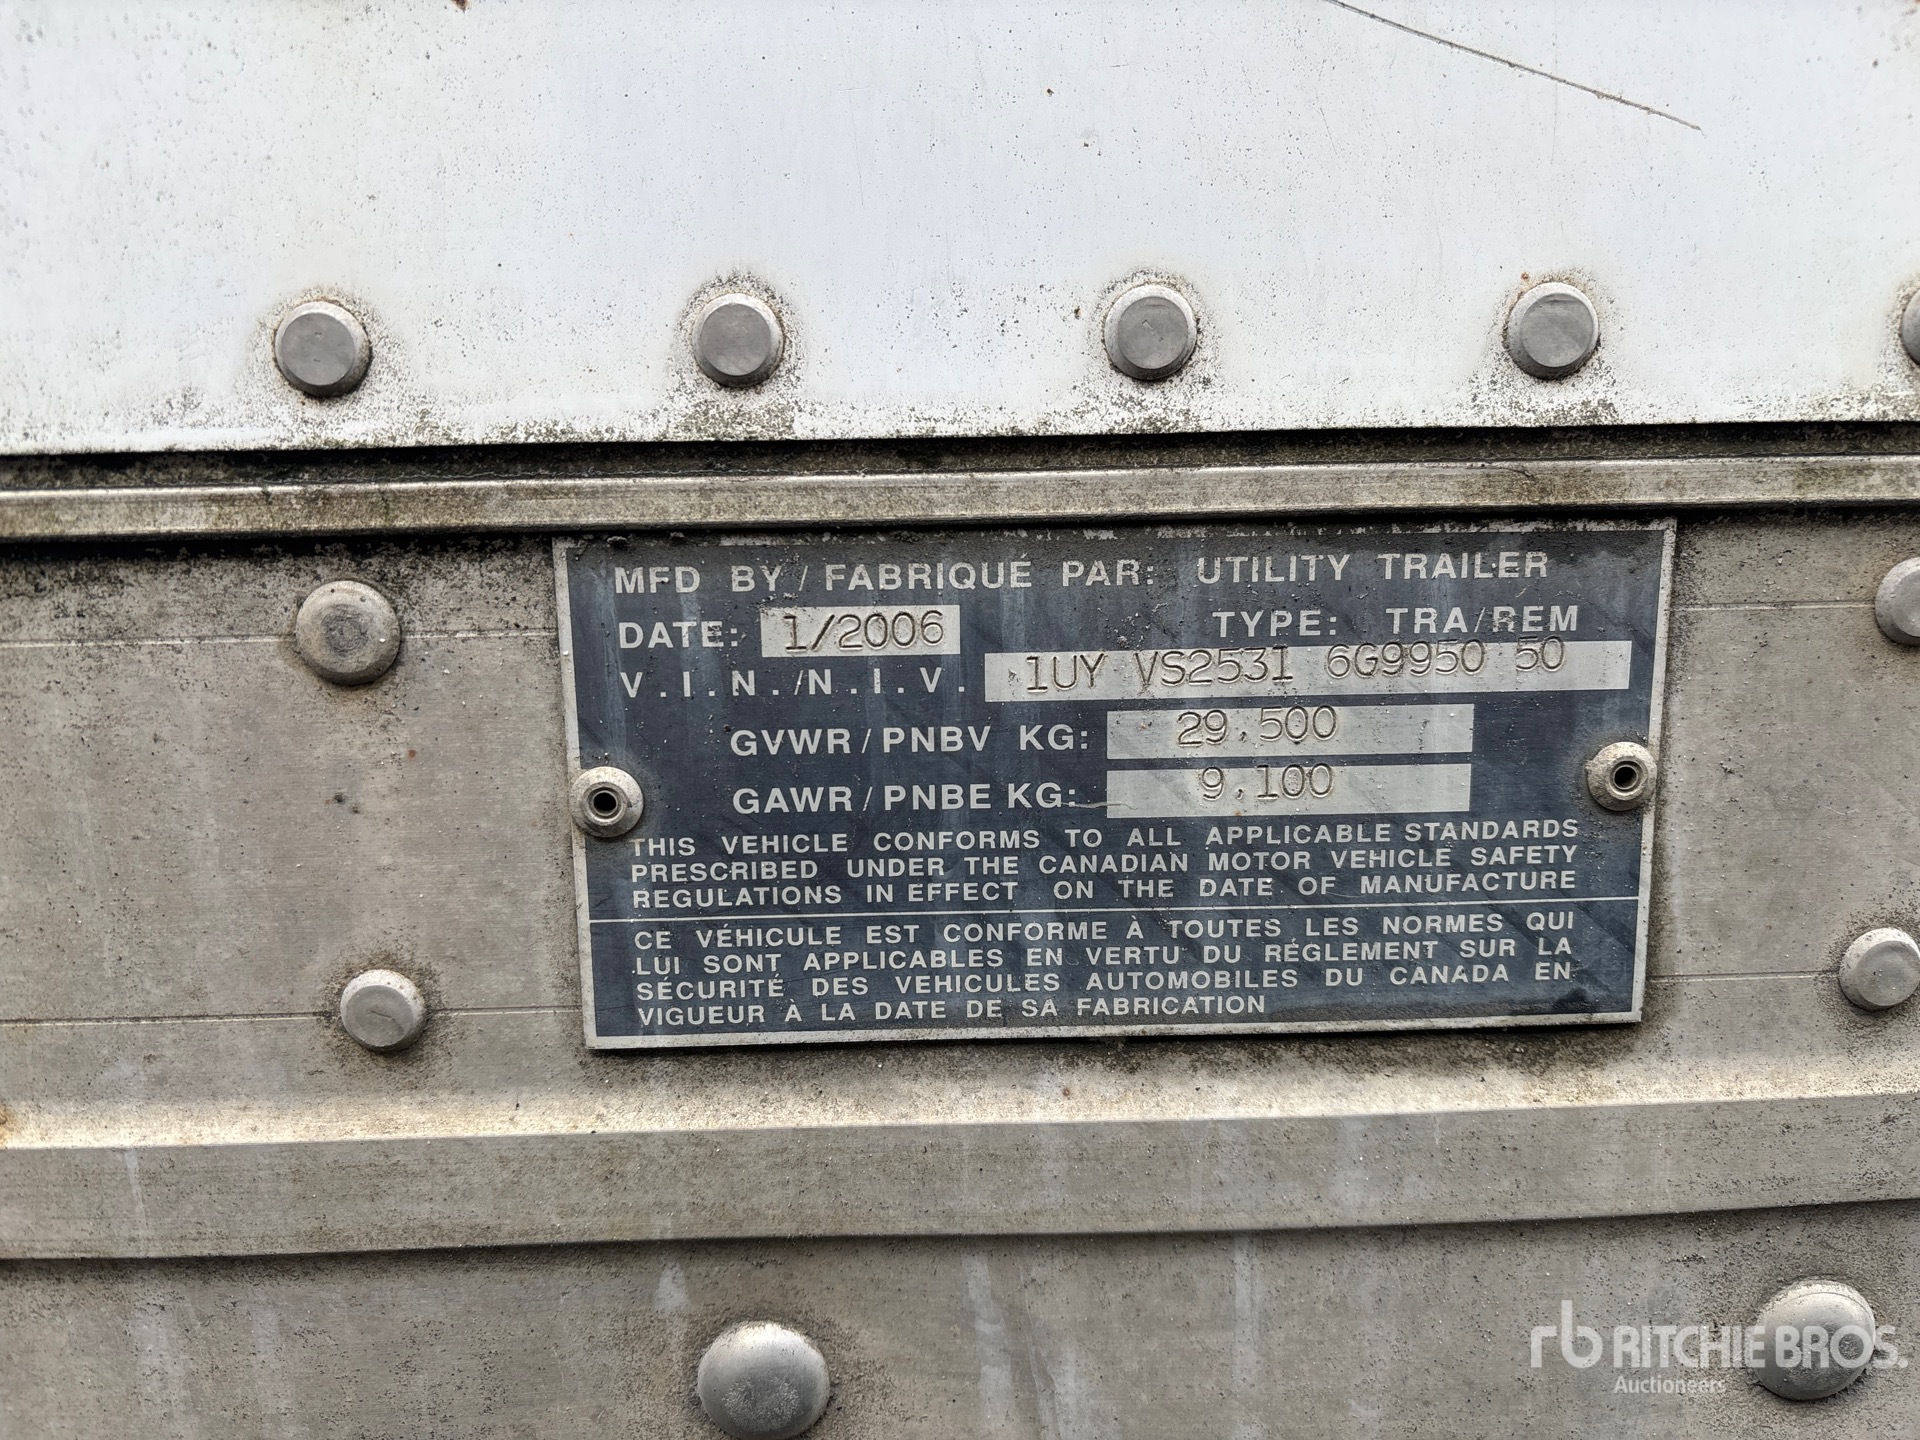 MFD BY / FABRIQUÉ PAR: UTILITY TRAILER
DATE: 1/2006 TYPE: TRA/REM
V.I.N./N.I.V. 1UY VS2531 6G9950 50
GVWR/PNBV KG: 29,500
GAWR/PNBE KG: 9,100
THIS VEHICLE CONFORMS TO ALL APPLICABLE STANDARDS
PRESCRIBED UNDER THE CANADIAN MOTOR VEHICLE SAFETY
REGULATIONS IN EFFECT ON THE DATE OF MANUFACTURE
CE VÉHICULE EST CONFORME À TOUTES LES NORMES QUI
LUI SONT APPLICABLES EN VERTU DU RÉGLEMENT SUR LA
SÉCURITÉ DES VEHICULES AUTOMOBILES DU CANADA EN
VIGUEUR À LA DATE DE SA FABRICATION
rb RITCHIE BROS.
Auctioneers